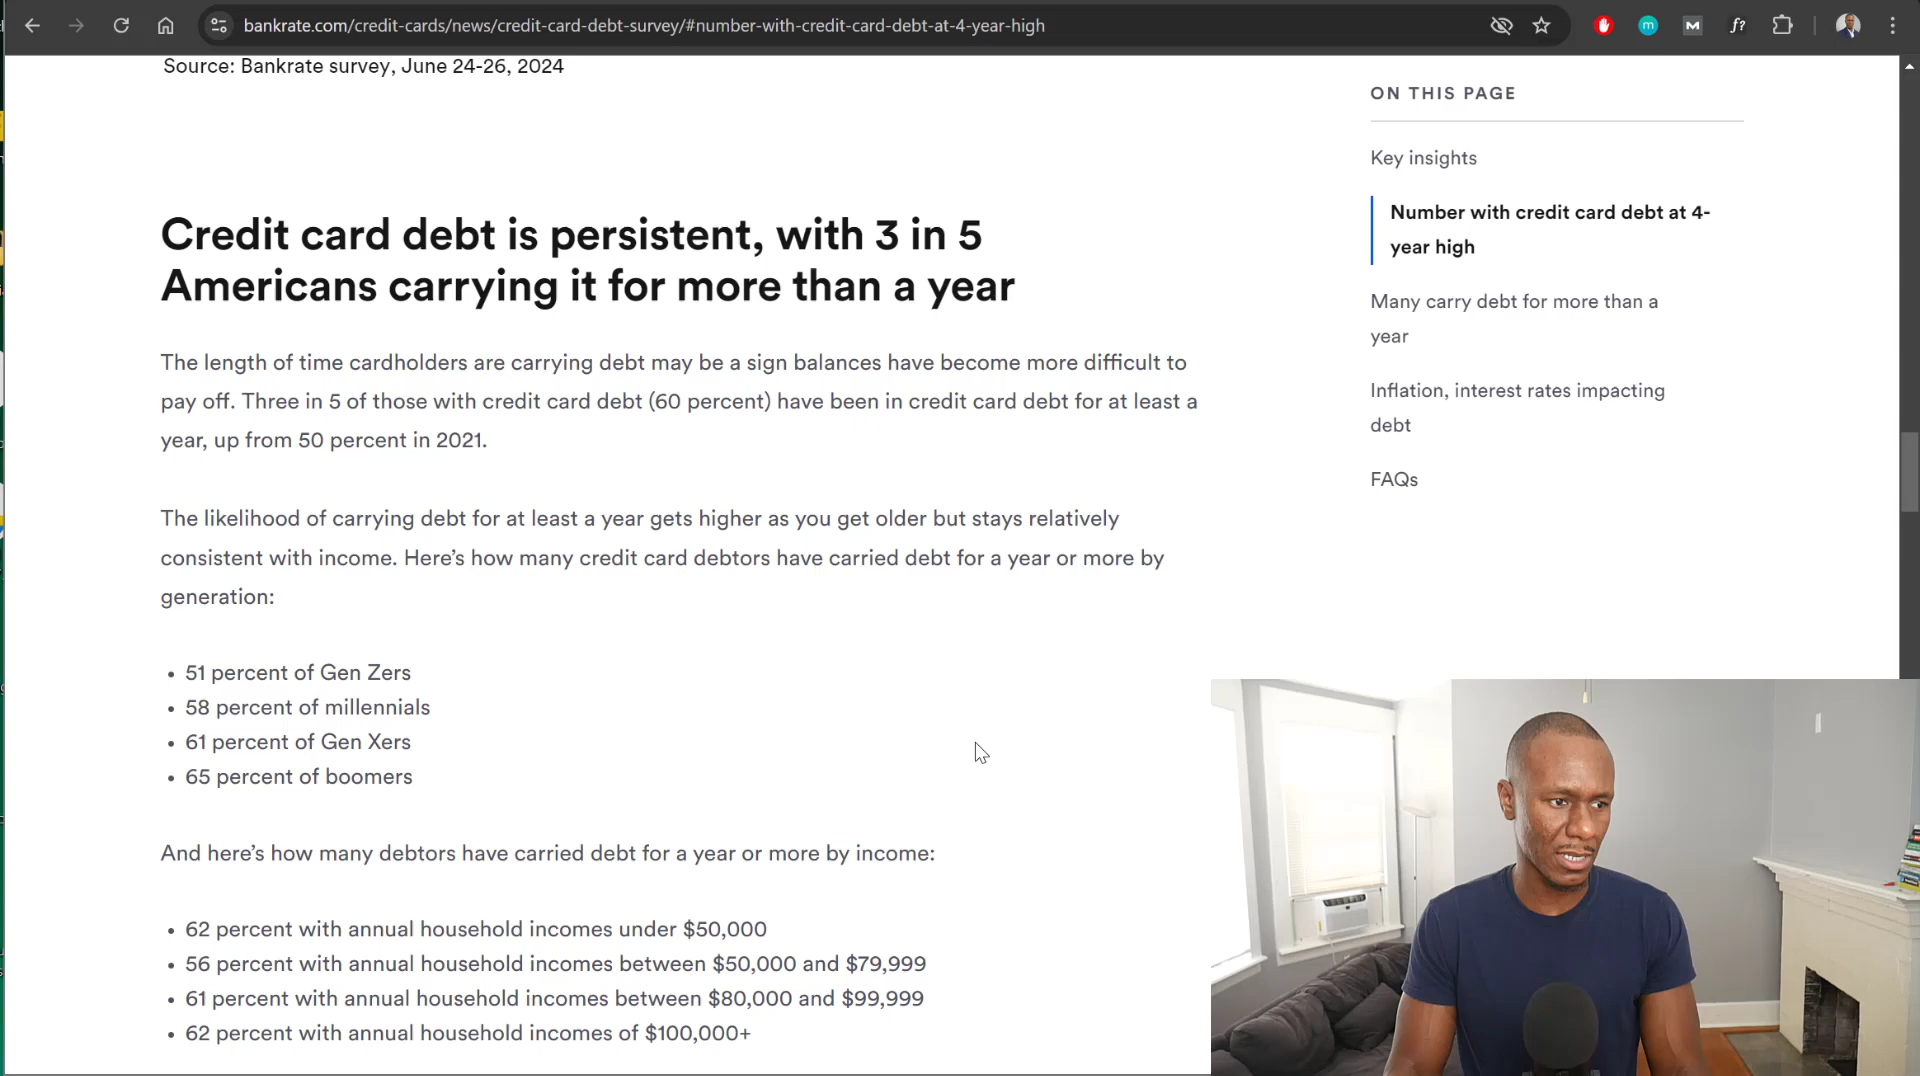 bankrate.com/credit-cards/news/credit-card-debt-survey/#number-with-credit-card-debt-at-4-year-high
Source: Bankrate survey, June 24-26, 2024
Credit card debt is persistent, with 3 in 5
Americans carrying it for more than a year
The length of time cardholders are carrying debt may be a sign balances have become more difficult to
pay off. Three in 5 of those with credit card debt (60 percent) have been in credit card debt for at least a
year, up from 50 percent in 2021.
The likelihood of carrying debt for at least a year gets higher as you get older but stays relatively
consistent with income. Here’s how many credit card debtors have carried debt for a year or more by
generation:
• 51 percent of Gen Zers
• 58 percent of millennials
• 61 percent of Gen Xers
• 65 percent of boomers
And here’s how many debtors have carried debt for a year or more by income:
• 62 percent with annual household incomes under $50,000
• 56 percent with annual household incomes between $50,000 and $79,999
• 61 percent with annual household incomes between $80,000 and $99,999
• 62 percent with annual household incomes of $100,000+
ON THIS PAGE
Key insights
Number with credit card debt at 4-
year high
Many carry debt for more than a
year
Inflation, interest rates impacting
debt
FAQs